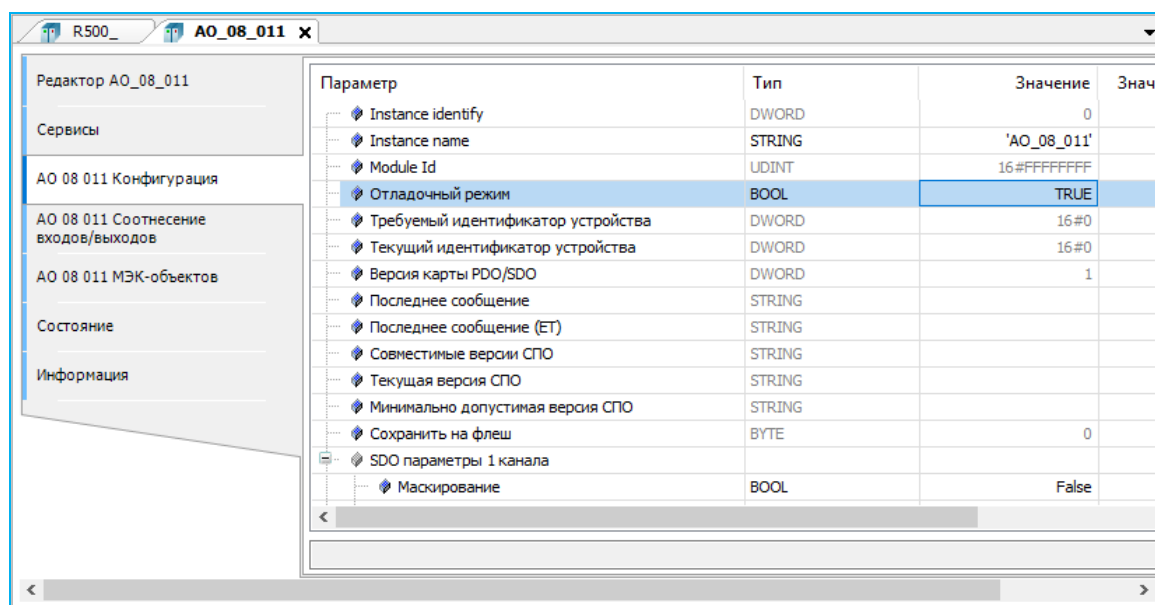 R500_ AO_08_011
Редактор AO_08_011
Сервисы
AO 08 011 Конфигурация
AO 08 011 Соотнесение
входов/выходов
AO 08 011 МЭК-объектов
Состояние
Информация
Параметр Тип Значение Знач
Instance identify DWORD 0
Instance name STRING 'AO_08_011'
Module Id UDINT 16#FFFFFFFF
Отладочный режим BOOL TRUE
Требуемый идентификатор устройства DWORD 16#0
Текущий идентификатор устройства DWORD 16#0
Версия карты PDO/SDO DWORD 1
Последнее сообщение STRING
Последнее сообщение (ET) STRING
Совместимые версии СПО STRING
Текущая версия СПО STRING
Минимально допустимая версия СПО STRING
Сохранить на флеш BYTE 0
SDO параметры 1 канала
Маскирование BOOL False